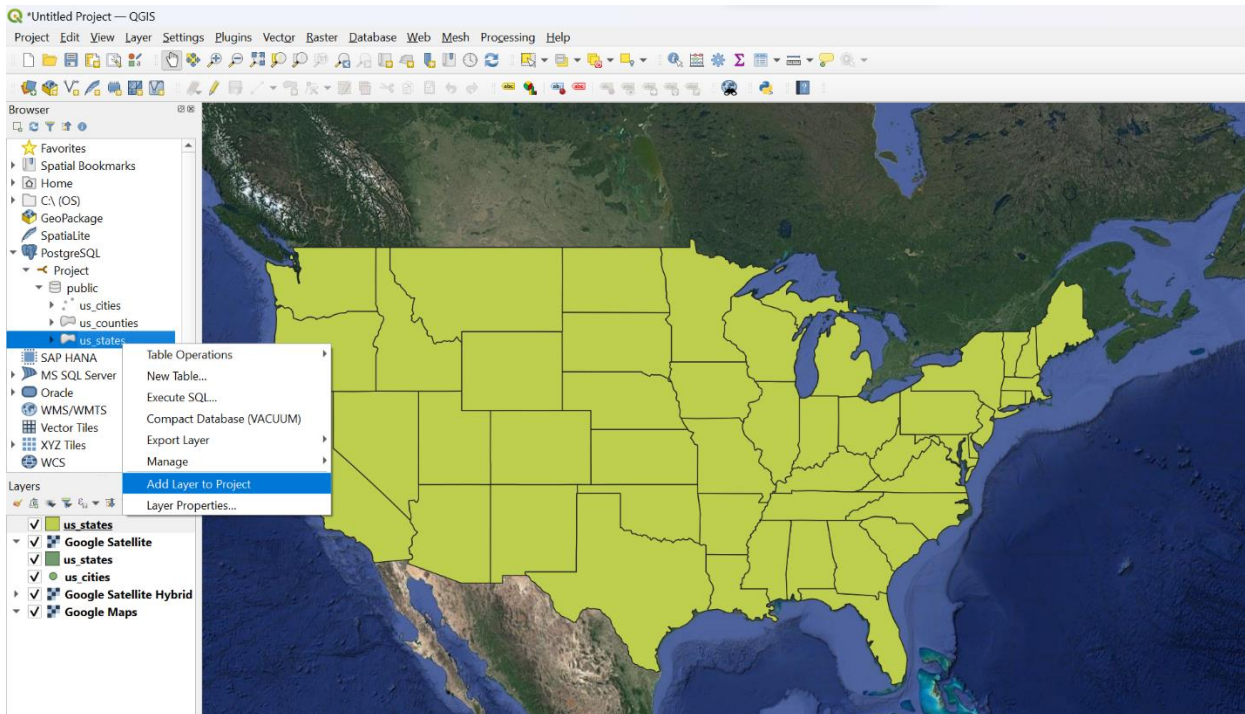 *Untitled Project — QGIS
Project Edit View Layer Settings Plugins Vector Raster Database Web Mesh Processing Help
Browser
Favorites
Spatial Bookmarks
Home
C:\ (OS)
GeoPackage
SpatiaLite
PostgreSQL
Project
public
us_cities
us_counties
us_states
SAP HANA
MS SQL Server
Oracle
WMS/WMTS
Vector Tiles
XYZ Tiles
WCS
Table Operations
New Table...
Execute SQL...
Compact Database (VACUUM)
Export Layer
Manage
Add Layer to Project
Layer Properties...
Layers
us_states
Google Satellite
us_states
us_cities
Google Satellite Hybrid
Google Maps